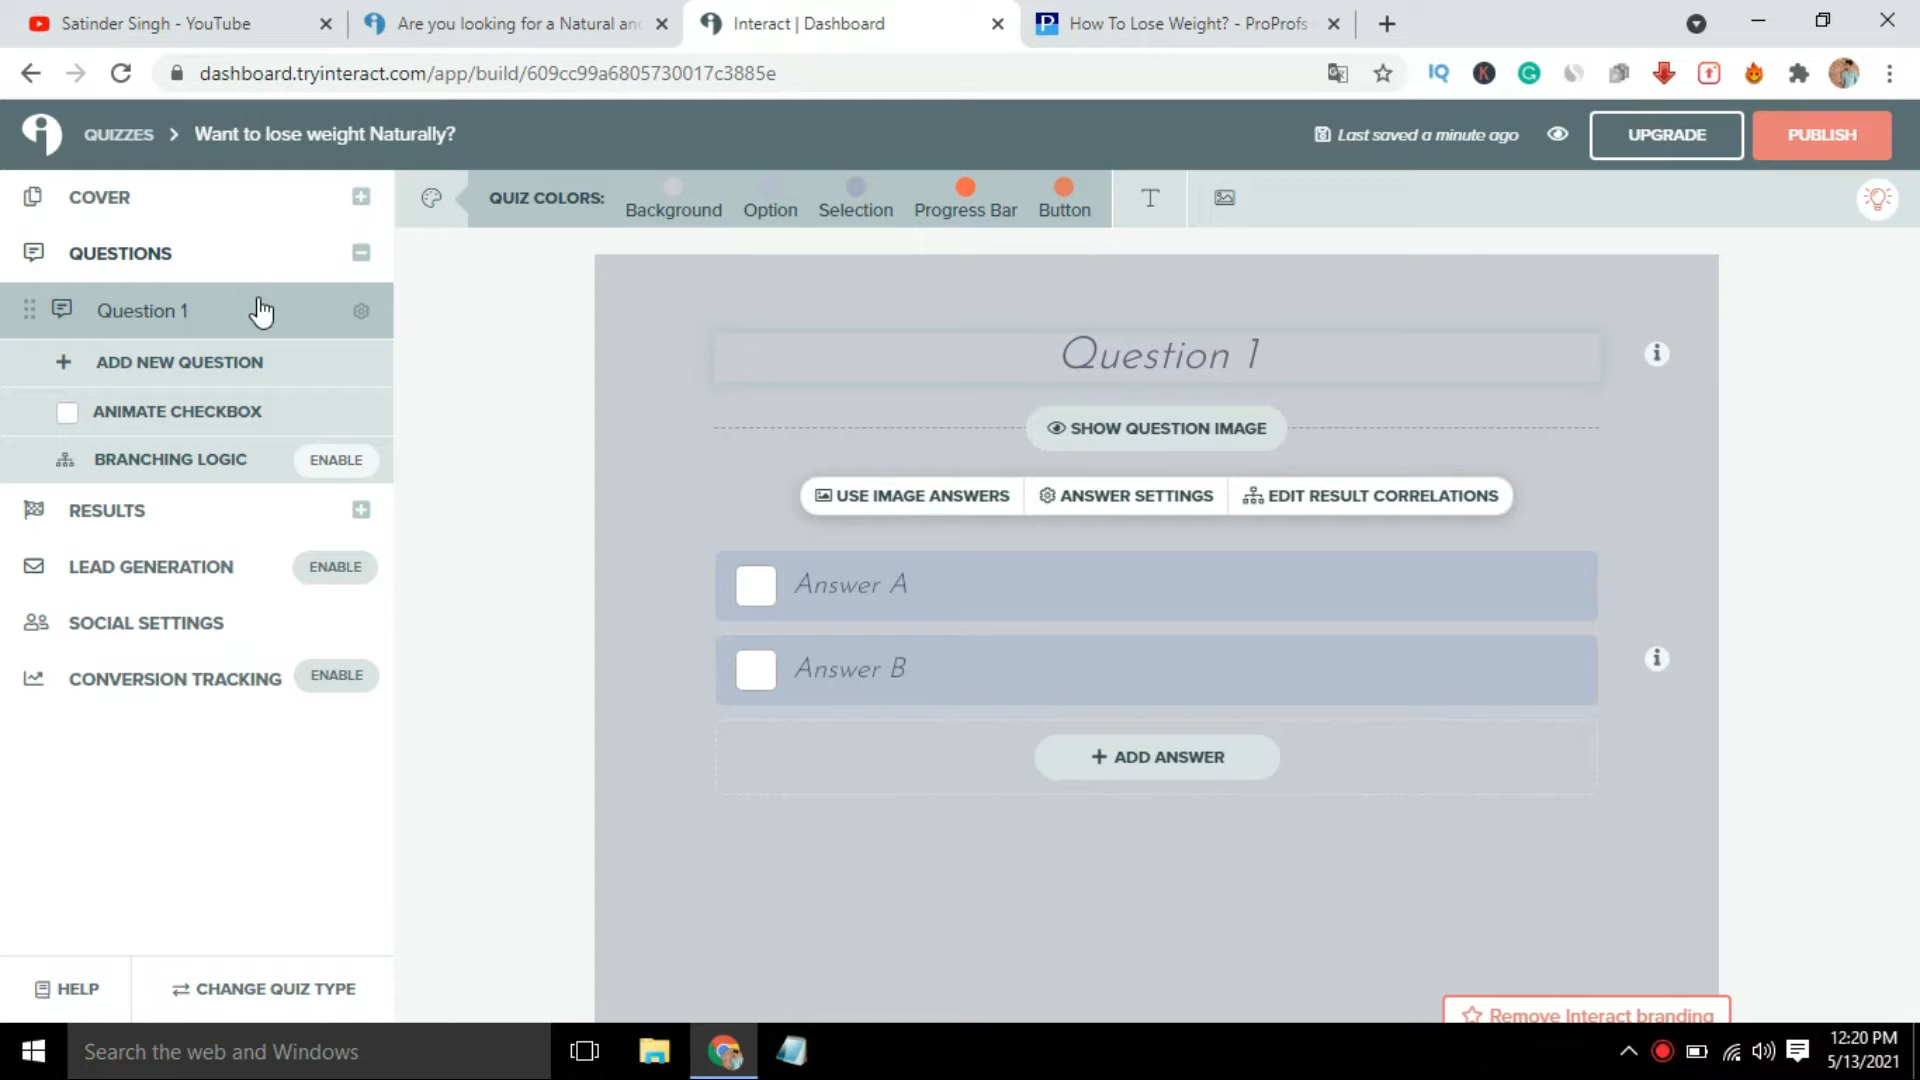 Satinder Singh - YouTube
Are you looking for a Natural an
Interact | Dashboard
How To Lose Weight? - ProProfs
dashboard.tryinteract.com/app/build/609cc99a6805730017c3885e
QUIZZES > Want to lose weight Naturally?
Last saved a minute ago
UPGRADE
PUBLISH
COVER
QUESTIONS
Question 1
ADD NEW QUESTION
ANIMATE CHECKBOX
BRANCHING LOGIC
ENABLE
RESULTS
LEAD GENERATION
ENABLE
SOCIAL SETTINGS
CONVERSION TRACKING
ENABLE
HELP
CHANGE QUIZ TYPE
QUIZ COLORS:
Background
Option
Selection
Progress Bar
Button
Question 1
SHOW QUESTION IMAGE
USE IMAGE ANSWERS
ANSWER SETTINGS
EDIT RESULT CORRELATIONS
Answer A
Answer B
+ ADD ANSWER
Remove Interact branding
Search the web and Windows
12:20 PM
5/13/2021